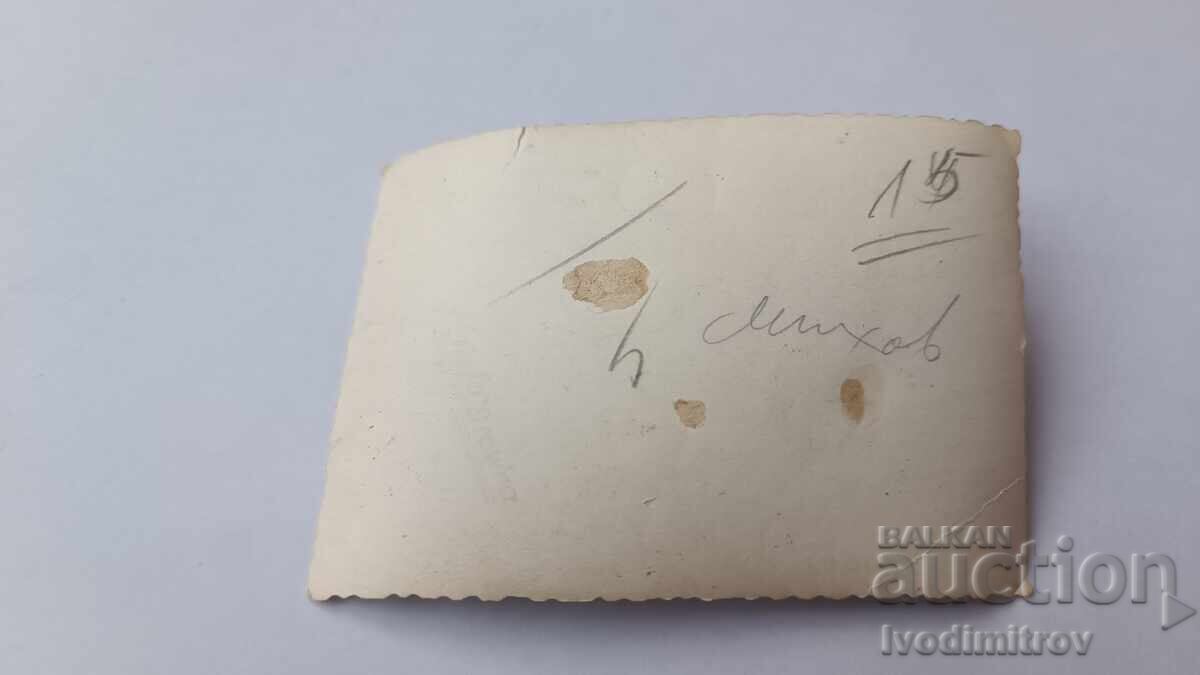 15
Михов
BALKAN
auction
Ivodimitrov